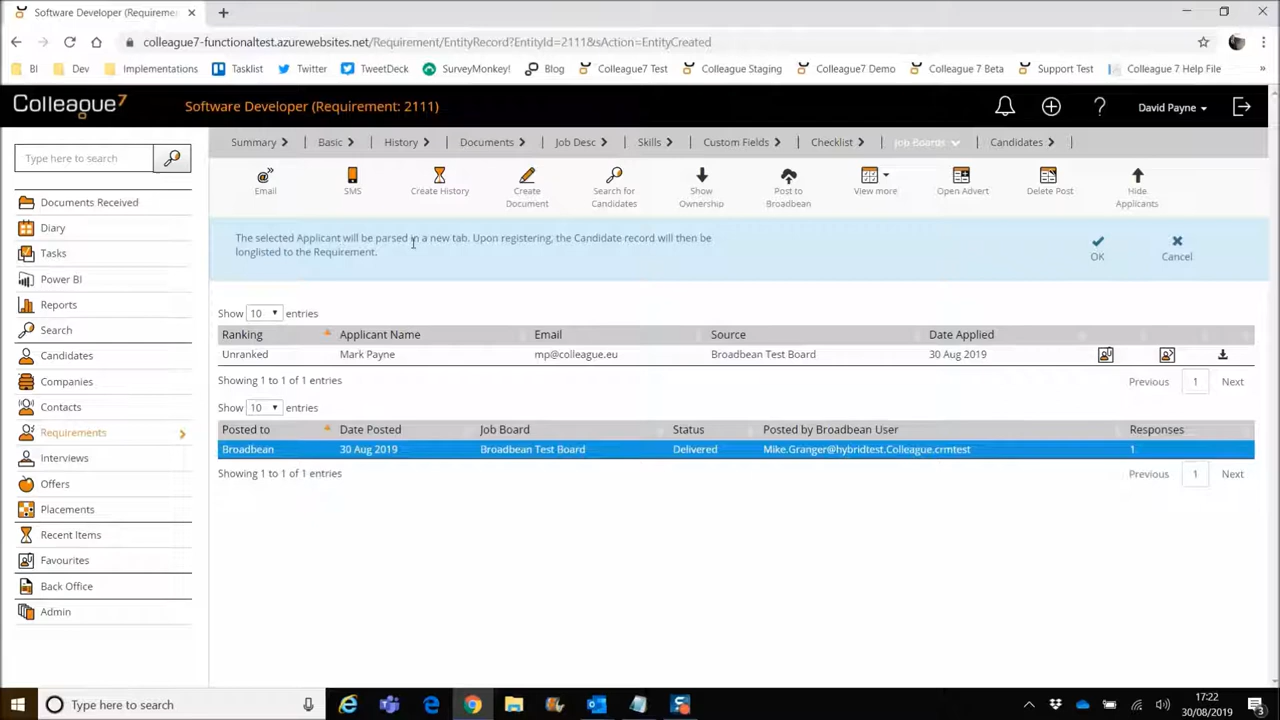 Software Developer (Requireme
colleague7-functionaltest.azurewebsites.net/Requirement/EntityRecord?EntityId=2111&sAction=EntityCreated
BI
Dev
Implementations
Tasklist
Twitter
TweetDeck
SurveyMonkey!
Blog
Colleague7 Test
Colleague Staging
Colleague7 Demo
Colleague 7 Beta
Support Test
Colleague 7 Help File
»
Colleague7
Software Developer (Requirement: 2111)
?
David Payne
Type here to search
Summary
Basic
History
Documents
Job Desc
Skills
Custom Fields
Checklist
Job Boards
Candidates
Email
SMS
Create History
Create Document
Search for Candidates
Show Ownership
Post to Broadbean
View more
Open Advert
Delete Post
Hide Applicants
Documents Received
Diary
Tasks
Power BI
Reports
Search
Candidates
Companies
Contacts
Requirements
Interviews
Offers
Placements
Recent Items
Favourites
Back Office
Admin
The selected Applicant will be parsed in a new tab. Upon registering, the Candidate record will then be
longlisted to the Requirement.
OK
Cancel
Show 10 entries
Ranking Applicant Name Email Source Date Applied
Unranked Mark Payne mp@colleague.eu Broadbean Test Board 30 Aug 2019
Showing 1 to 1 of 1 entries
Previous 1 Next
Show 10 entries
Posted to Date Posted Job Board Status Posted by Broadbean User Responses
Broadbean 30 Aug 2019 Broadbean Test Board Delivered Mike.Granger@hybridtest.Colleague.crmtest 1
Showing 1 to 1 of 1 entries
Previous 1 Next
Type here to search
17:22
30/08/2019
3